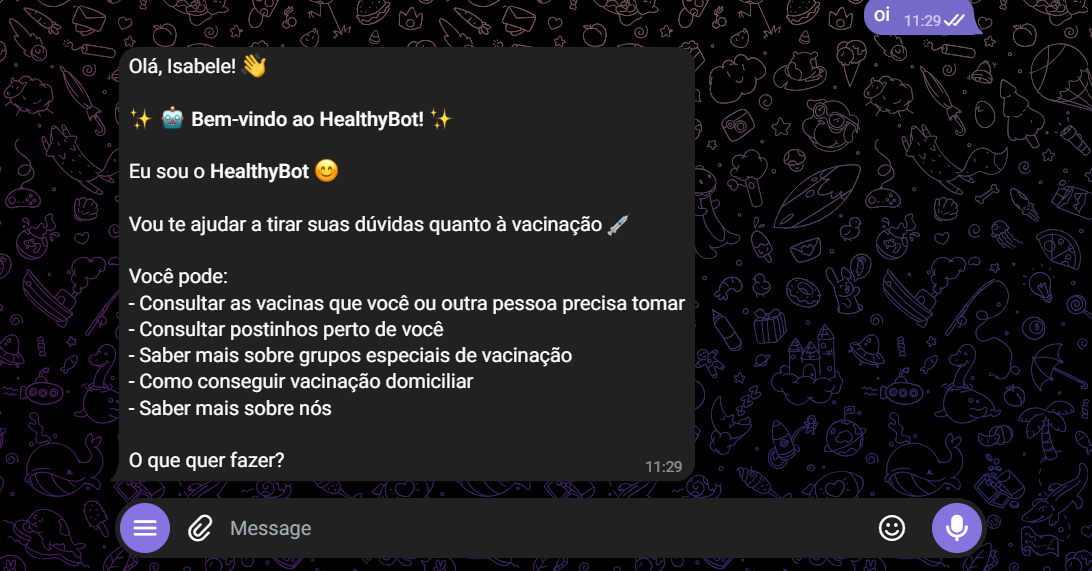 oi 11:29
Olá, Isabele! 👋
✨ 🤖 Bem-vindo ao HealthyBot! ✨
Eu sou o HealthyBot 😊
Vou te ajudar a tirar suas dúvidas quanto à vacinação 💉
Você pode:
- Consultar as vacinas que você ou outra pessoa precisa tomar
- Consultar postinhos perto de você
- Saber mais sobre grupos especiais de vacinação
- Como conseguir vacinação domiciliar
- Saber mais sobre nós
O que quer fazer?
11:29
Message